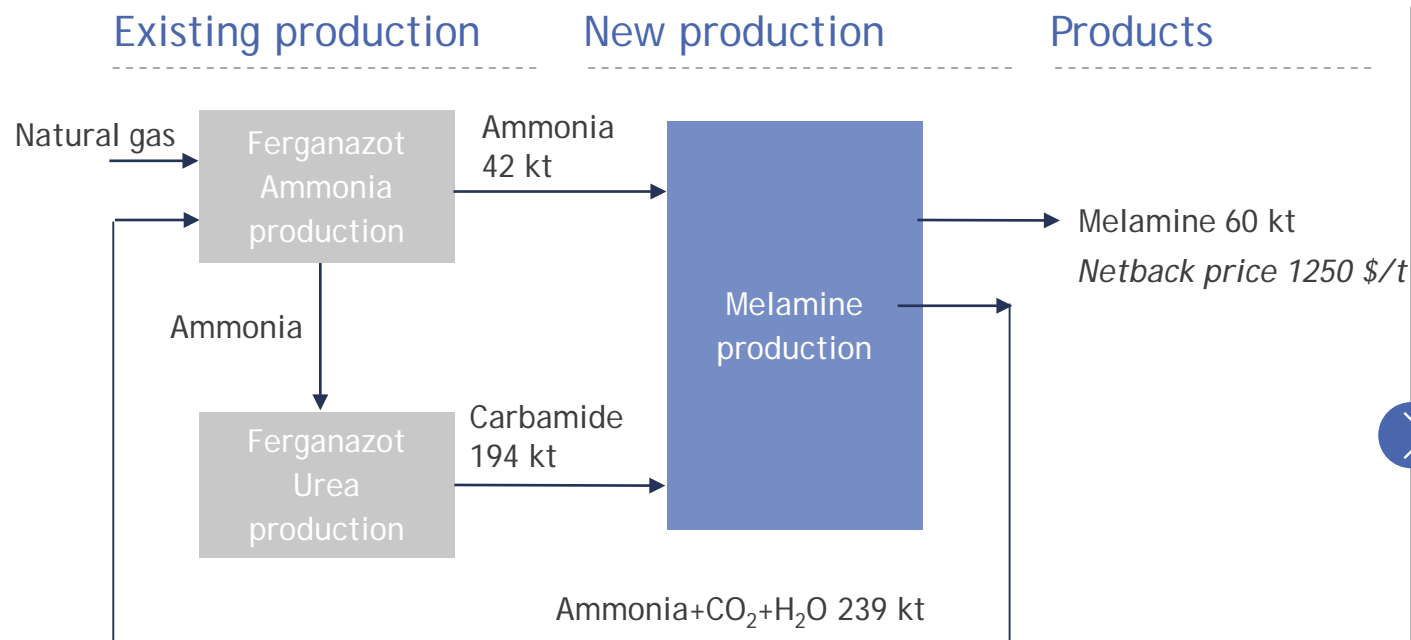 Existing production
New production
Products
Natural gas
Ferganazot
Ammonia
production
Ammonia
42 kt
Melamine
production
Melamine 60 kt
Netback price 1250 $/t
Ammonia
Ferganazot
Urea
production
Carbamide
194 kt
Ammonia+CO₂+H₂O 239 kt